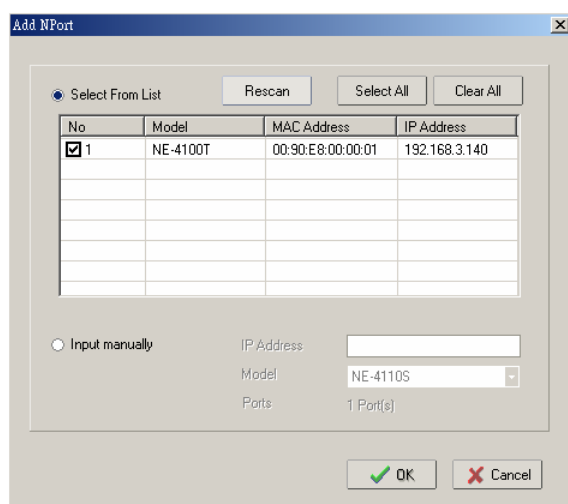 Add NPort
Select From List Rescan Select All Clear All
No Model MAC Address IP Address
1 NE-4100T 00:90:E8:00:00:01 192.168.3.140
Input manually IP Address
Model NE-4110S
Ports 1 Port(s)
OK Cancel